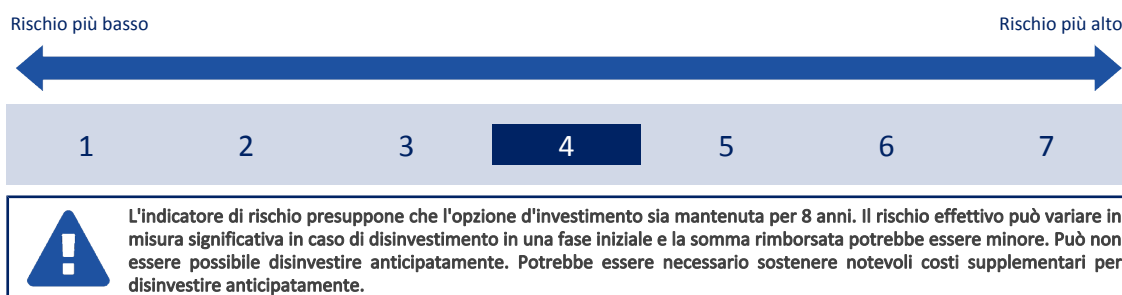 Rischio più basso Rischio più alto
1 2 3 4 5 6 7
L'indicatore di rischio presuppone che l'opzione d'investimento sia mantenuta per 8 anni. Il rischio effettivo può variare in
misura significativa in caso di disinvestimento in una fase iniziale e la somma rimborsata potrebbe essere minore. Può non
essere possibile disinvestire anticipatamente. Potrebbe essere necessario sostenere notevoli costi supplementari per
disinvestire anticipatamente.